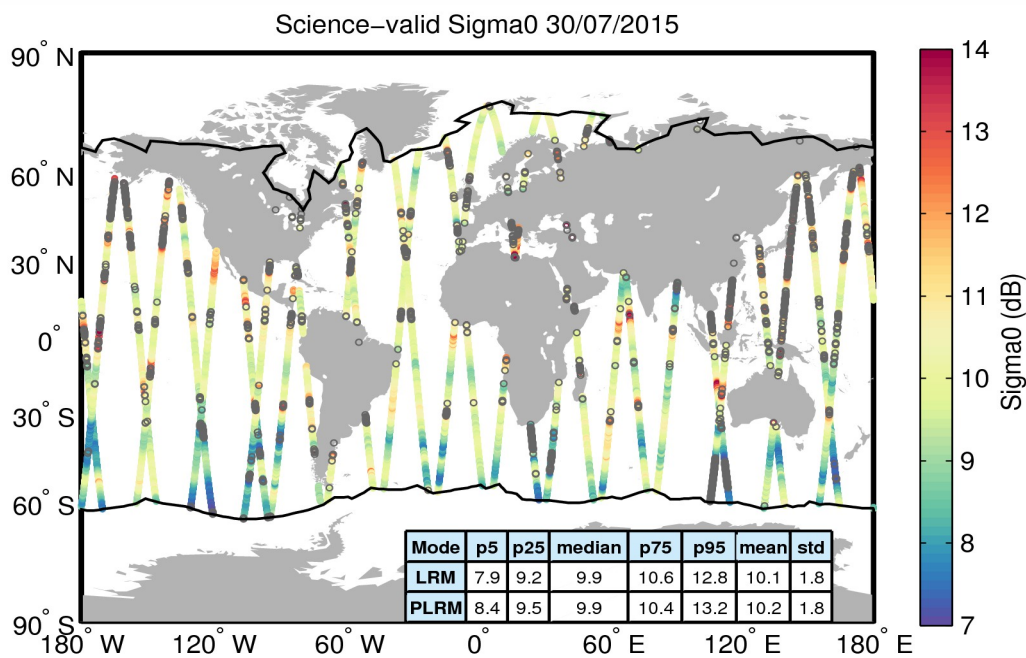 Science−valid Sigma0 30/07/2015
90° N
60° N
30° N
0°
30° S
60° S
90° S
180° W
120° W
60° W
0°
60° E
120° E
180° E
14
13
12
11
10
9
8
7
Sigma0 (dB)
Mode p5 p25 median p75 p95 mean std
LRM 7.9 9.2 9.9 10.6 12.8 10.1 1.8
PLRM 8.4 9.5 9.9 10.4 13.2 10.2 1.8